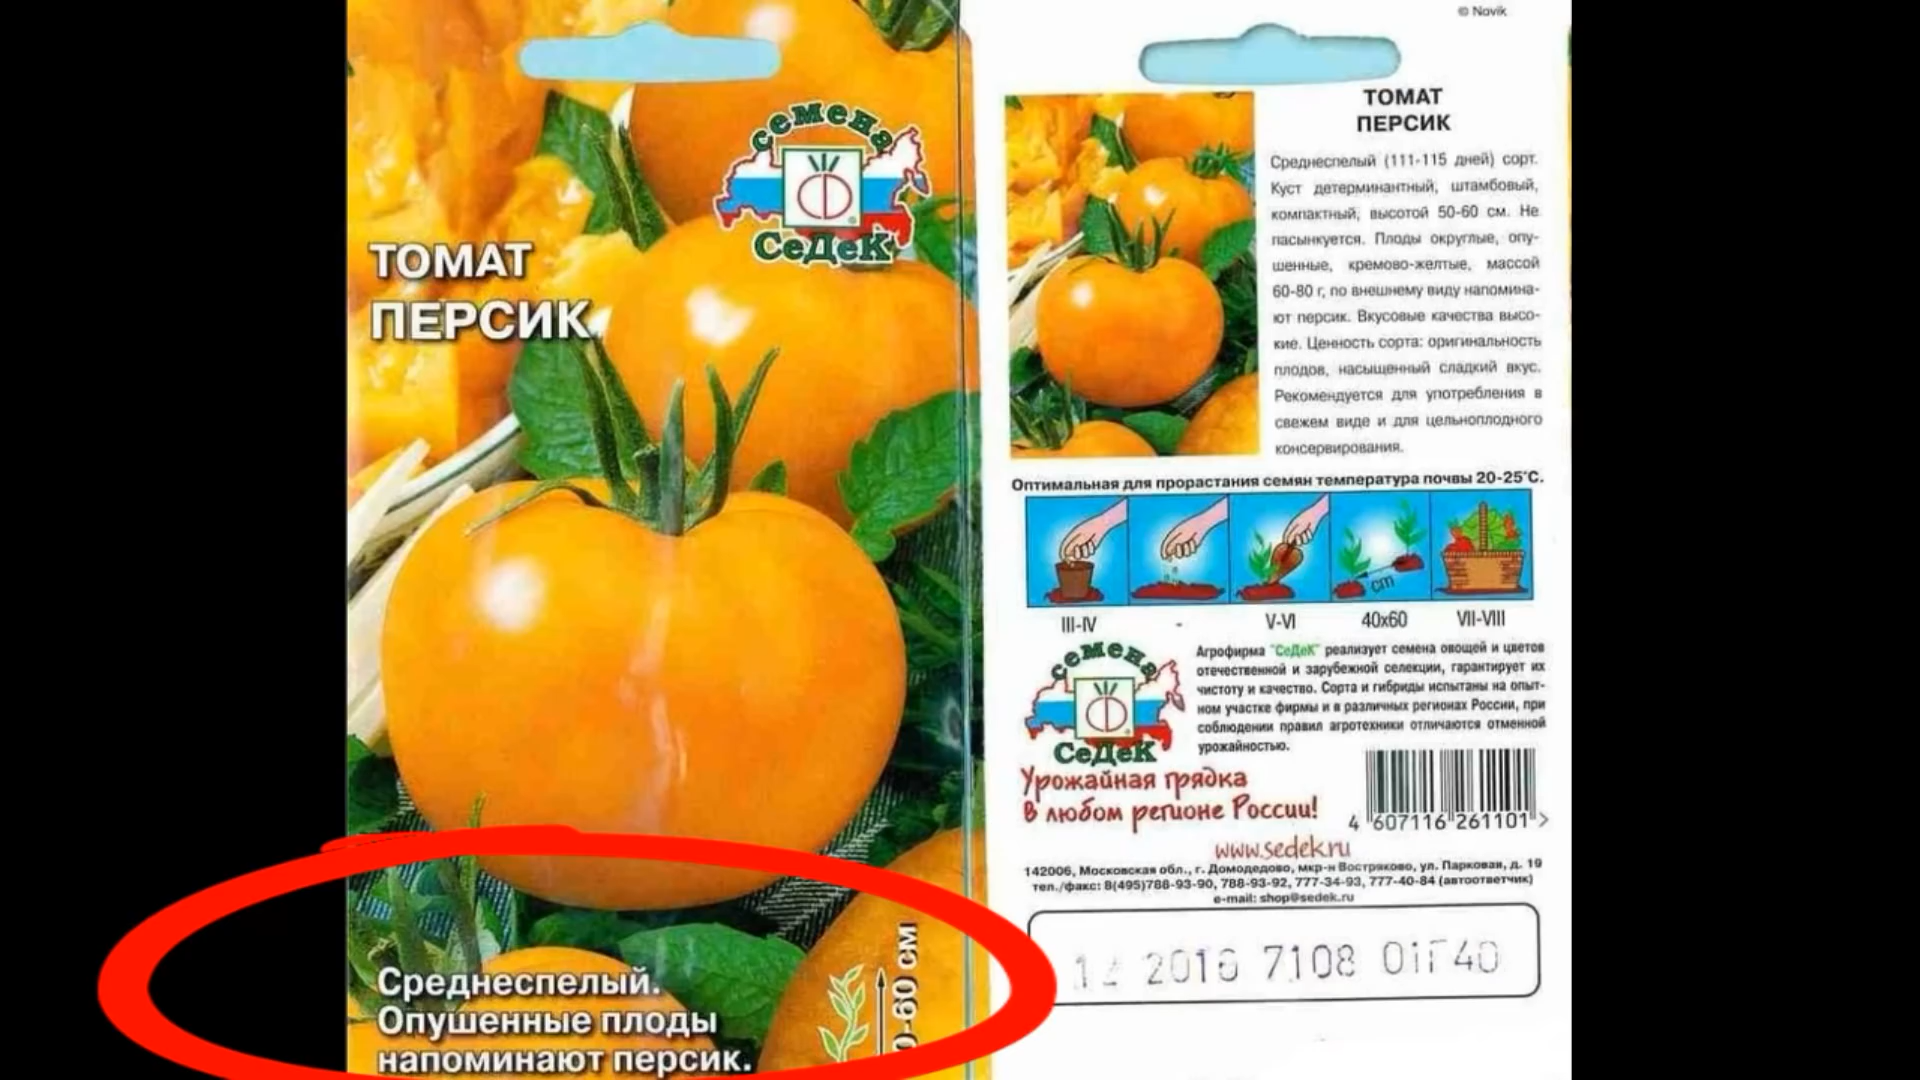 семена
СеДеК
ТОМАТ
ПЕРСИК
Среднеспелый.
Опушенные плоды
напоминают персик.
0-60 см
© Novik
ТОМАТ
ПЕРСИК
Среднеспелый (111-115 дней) сорт.
Куст детерминантный, штамбовый,
компактный, высотой 50-60 см. Не
пасынкуется. Плоды округлые, опу-
шенные, кремово-желтые, массой
60-80 г, по внешнему виду напомина-
ют персик. Вкусовые качества высо-
кие. Ценность сорта: оригинальность
плодов, насыщенный сладкий вкус.
Рекомендуется для употребления в
свежем виде и для цельноплодного
консервирования.
Оптимальная для прорастания семян температура почвы 20-25°С.
cm
III-IV - V-VI 40х60 VII-VIII
семена
СеДеК
Агрофирма "СеДеК" реализует семена овощей и цветов
отечественной и зарубежной селекции, гарантирует их
чистоту и качество. Сорта и гибриды испытаны на опыт-
ном участке фирмы и в различных регионах России, при
соблюдении правил агротехники отличаются отменной
урожайностью.
Урожайная грядка
в любом регионе России!
4 607116 261101 >
www.sedek.ru
142006, Московская обл., г. Домодедово, мкр-н Востряково, ул. Парковая, д. 19
тел./факс: 8(495)788-93-90, 788-93-92, 777-34-93, 777-40-84 (автоответчик)
e-mail: shop@sedek.ru
2016 7108 01Г40